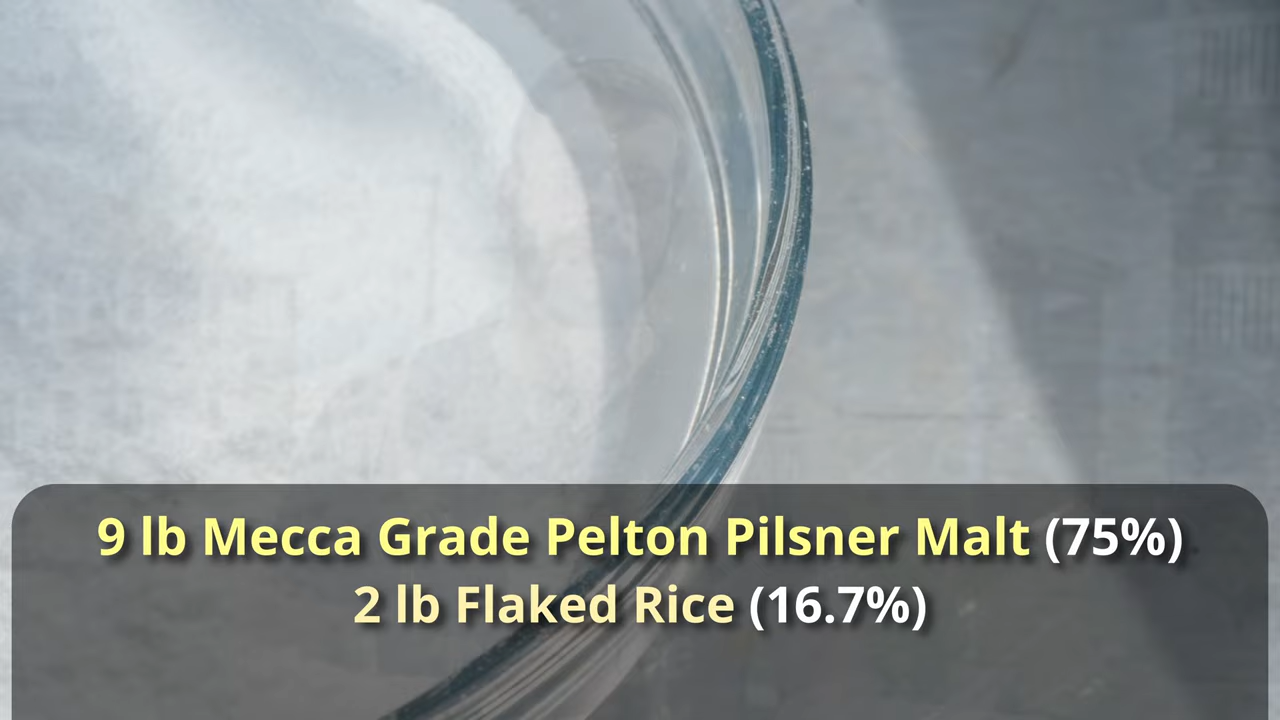 9 lb Mecca Grade Pelton Pilsner Malt (75%)
2 lb Flaked Rice (16.7%)